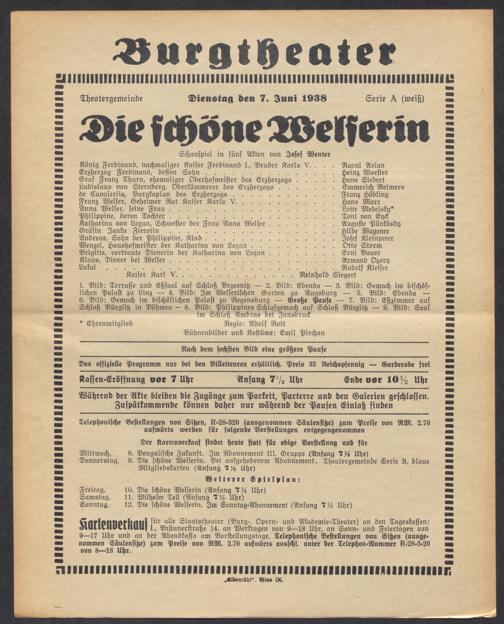 Burgtheater
Theatergemeinde Dienstag den 7. Juni 1938 Serie A (weiß)
Die schöne Welserin
Schauspiel in fünf Akten von Josef Wenter
König Ferdinand, nachmaliger Kaiser Ferdinand I., Bruder Karls V. . . . Raoul Aslan
Erzherzog Ferdinand, dessen Sohn . . . Heinz Woester
Graf Franz Thurn, ehemaliger Oberhofmeister des Erzherzogs . . . Hans Siebert
Ladislaus von Sternberg, Oberkämmerer des Erzherzogs . . . Emmerich Reimers
de Cavaleriis, Burgkaplan des Erzherzogs . . . Franz Höbling
Franz Welser, Geheimer Rat Kaiser Karls V. . . . Hans Marr
Anna Welser, seine Frau . . . Lotte Medelsky*
Philippine, deren Tochter . . . Toni van Eyck
Katharina von Loxan, Schwester der Frau Anna Welser . . . Auguste Pünkösdy
Gräfin Janka Fierotin . . . Hilde Wagener
Andreas, Sohn der Philippine, Kind . . . Josef Kleinpeter
Wenzel, Haushofmeister der Katharina von Loxan . . . Otto Storm
Brigitte, vertraute Dienerin der Katharina von Loxan . . . Erni Bauer
Klaus, Diener bei Welser . . . Armand Ozory
Lakai . . . Rudolf Kleiser
Kaiser Karl V. . . . Reinhold Siegert
1. Bild: Terrasse und Eßsaal auf Schloß Brzesnitz — 2. Bild: Ebenda — 3. Bild: Gemach im bischöf-
lichen Palast zu Linz — 4. Bild: Im Welserlichen Garten zu Augsburg — 5. Bild: Ebenda —
6. Bild: Gemach im bischöflichen Palast zu Regensburg — Große Pause — 7. Bild: Eßzimmer auf
Schloß Bürglitz in Böhmen — 8. Bild: Philippinens Schlafgemach auf Schloß Bürglitz — 9. Bild: Saal
im Schloß Ambras bei Innsbruck
* Ehrenmitglied Regie: Adolf Rott
Bühnenbilder und Kostüme: Emil Pirchan
Nach dem sechsten Bild eine größere Pause
Das offizielle Programm nur bei den Billeteuren erhältlich. Preis 33 Reichspfennig — Garderobe frei
Kassen-Eröffnung vor 7 Uhr Anfang 7½ Uhr Ende vor 10½ Uhr
Während der Akte bleiben die Zugänge zum Parkett, Parterre und den Galerien geschlossen.
Zuspätkommende können daher nur während der Pausen Einlaß finden
Telephonische Bestellungen von Sitzen, R-28-320 (ausgenommen Säulensitze) zum Preise von RM. 2.70
aufwärts werden für folgende Vorstellungen entgegengenommen
Der Kartenverkauf findet heute statt für obige Vorstellung und für
Mittwoch, 8. Bengalische Zukunft. Im Abonnement III. Gruppe (Anfang 7½ Uhr)
Donnerstag, 9. Die schöne Welserin. Bei aufgehobenem Abonnement. Theatergemeinde Serie B, blaue
Mitgliedskarten (Anfang 7½ Uhr)
Weiterer Spielplan:
Freitag, 10. Die schöne Welserin (Anfang 7½ Uhr)
Samstag, 11. Wilhelm Tell (Anfang 7½ Uhr)
Sonntag, 12. Die schöne Welserin. Im Sonntag-Abonnement (Anfang 7½ Uhr)
Kartenverkauf für alle Staatstheater (Burg-, Opern- und Akademie-Theater) an den Tageskassen:
I., Bräunerstraße 14, an Werktagen von 9—18 Uhr, an Sonn- und Feiertagen von
9—17 Uhr und an der Abendkassa am Vorstellungstage. Telephonische Bestellungen von Sitzen (ausge-
nommen Säulensitze) zum Preise von RM. 2.70 aufwärts ausschl. unter der Telephon-Nummer R-28-3-20
von 8—18 Uhr.
„Elbemühl“, Wien IX.